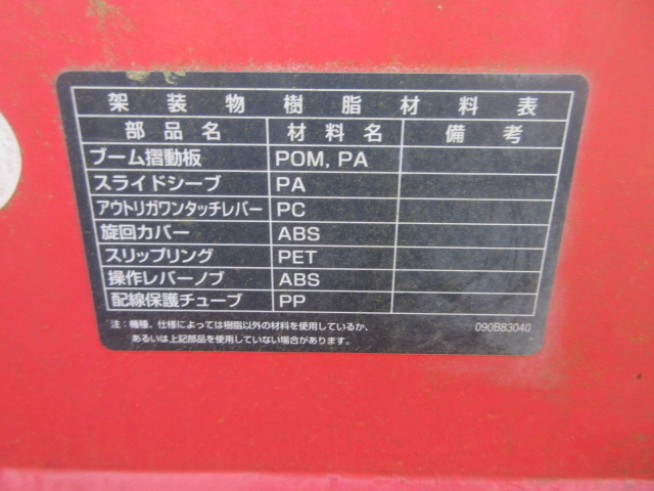 架装物樹脂材料表
部品名 材料名 備考
ブーム摺動板 POM, PA
スライドシーブ PA
アウトリガワンタッチレバー PC
旋回カバー ABS
スリップリング PET
操作レバーノブ ABS
配線保護チューブ PP
注：機種、仕様によっては樹脂以外の材料を使用しているか、
あるいは上記部品を使用していない場合があります。
090B83040